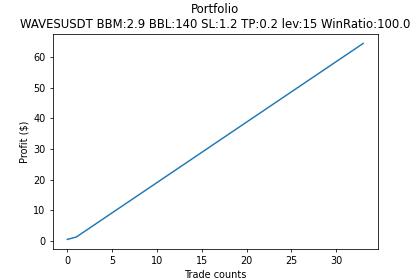 Portfolio
WAVESUSDT BBM:2.9 BBL:140 SL:1.2 TP:0.2 lev:15 WinRatio:100.0
60
50
40
30
20
10
0
Profit ($)
0 5 10 15 20 25 30
Trade counts